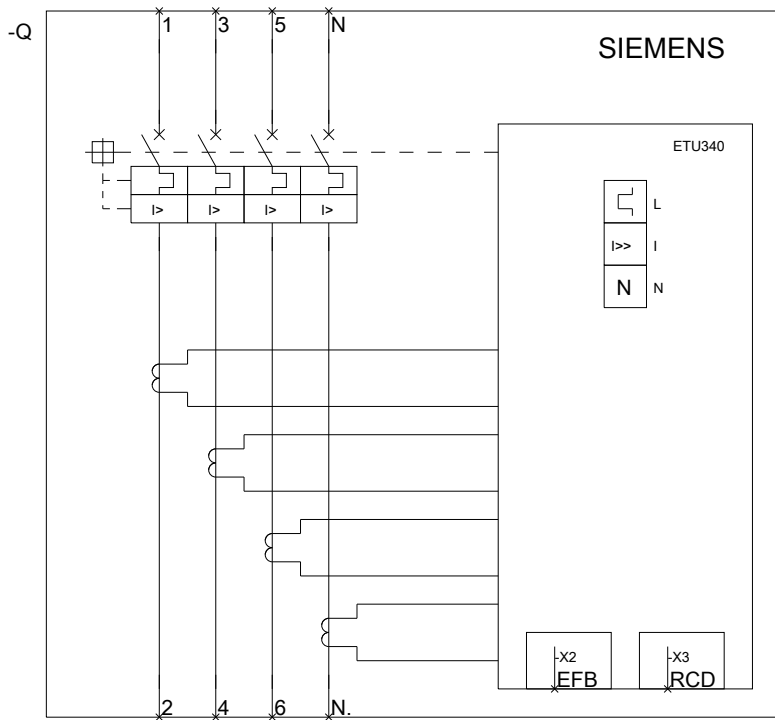 -Q
1 3 5 N
SIEMENS
ETU340
L
I> I> I> I>
I>> I
N N
-X2 -X3
EFB RCD
2 4 6 N.